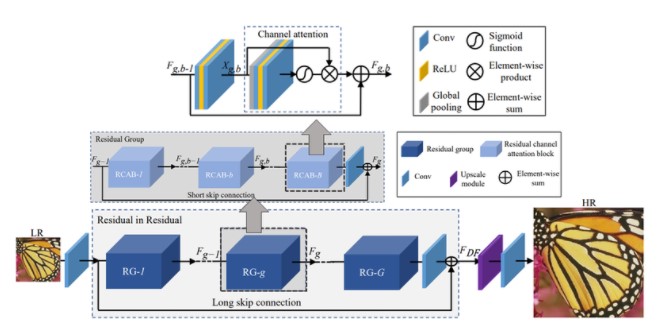 Channel attention
F_{g,b-1}
X_{g,b}
F_{g,b}
Conv
Sigmoid function
ReLU
Element-wise product
Global pooling
Element-wise sum
Residual Group
F_{g-1}
RCAB-1
F_{g,b-1}
RCAB-b
F_{g,b}
RCAB-B
F_g
Short skip connection
Residual group
Residual channel attention block
Conv
Upscale module
Element-wise sum
Residual in Residual
LR
RG-1
F_{g-1}
RG-g
F_g
RG-G
F_{DF}
HR
Long skip connection